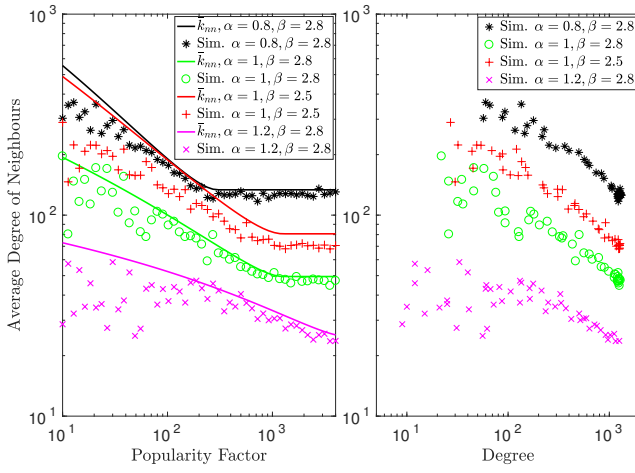 10^3
10^2
10^1
Average Degree of Neighbours
k̄_nn, α = 0.8, β = 2.8
Sim. α = 0.8, β = 2.8
k̄_nn, α = 1, β = 2.8
Sim. α = 1, β = 2.8
k̄_nn, α = 1, β = 2.5
Sim. α = 1, β = 2.5
k̄_nn, α = 1.2, β = 2.8
Sim. α = 1.2, β = 2.8
10^1 10^2 10^3
Popularity Factor
10^3
10^2
10^1
Sim. α = 0.8, β = 2.8
Sim. α = 1, β = 2.8
Sim. α = 1, β = 2.5
Sim. α = 1.2, β = 2.8
10^1 10^2 10^3
Degree